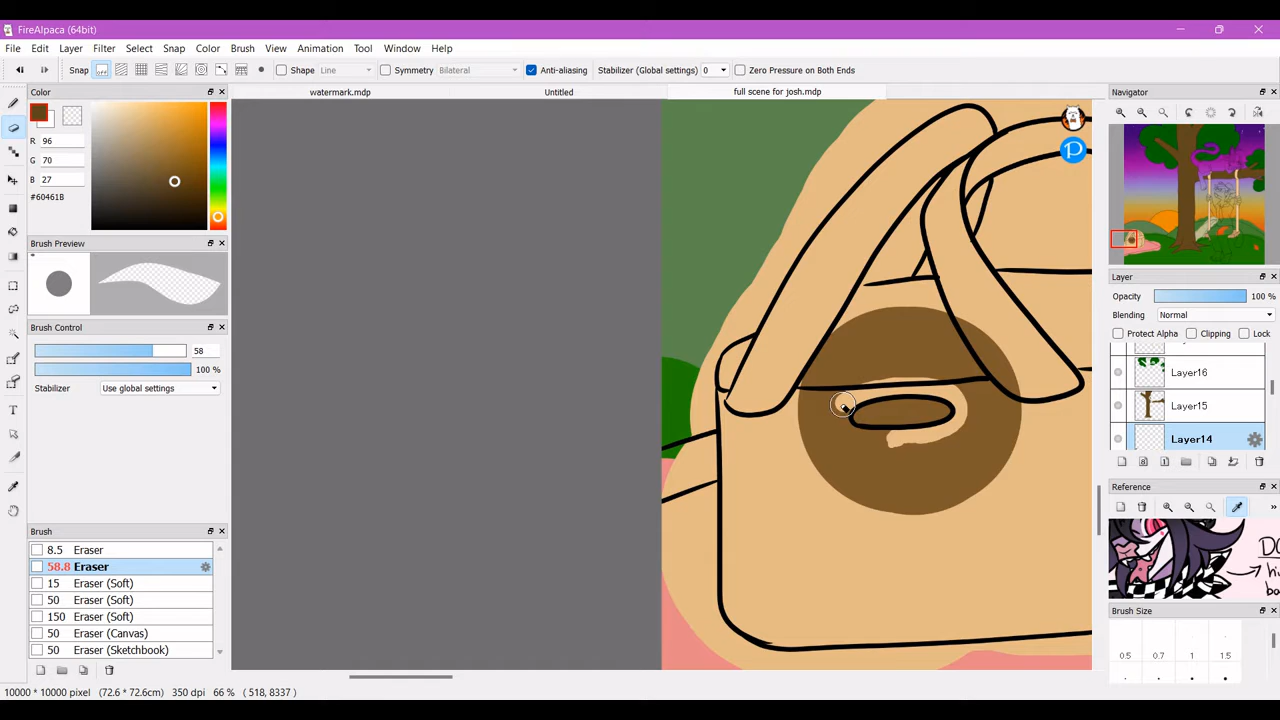 FireAlpaca (64bit)
File Edit Layer Filter Select Snap Color Brush View Animation Tool Window Help
Snap Shape Line Symmetry Bilateral Anti-aliasing Stabilizer (Global settings) 0 Zero Pressure on Both Ends
Color
R 96
G 70
B 27
#60461B
Brush Preview
Brush Control
58
100 %
Stabilizer Use global settings
Brush
8.5 Eraser
58.8 Eraser
15 Eraser (Soft)
50 Eraser (Soft)
150 Eraser (Soft)
50 Eraser (Canvas)
50 Eraser (Sketchbook)
watermark.mdp Untitled full scene for josh.mdp
P
Navigator
Layer
Opacity 100 %
Blending Normal
Protect Alpha Clipping Lock
Layer16
Layer15
Layer14
Reference
Brush Size
0.5 0.7 1 1.5
10000 * 10000 pixel (72.6 * 72.6cm) 350 dpi 66 % ( 518, 8337 )